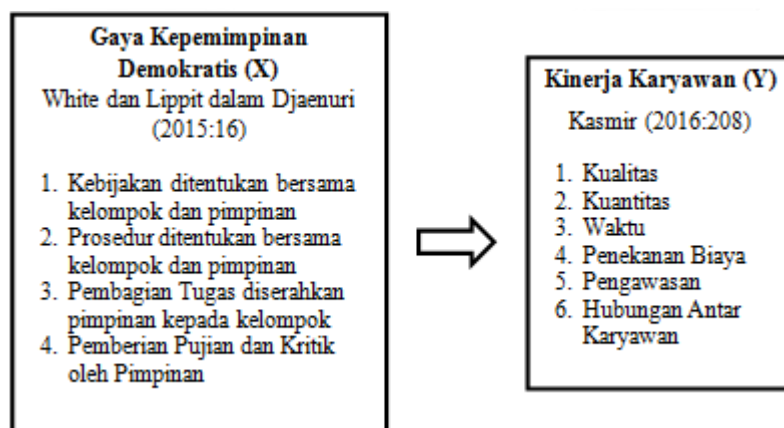 Gaya Kepemimpinan
Demokratis (X)
White dan Lippit dalam Djaenuri
(2015:16)
1. Kebijakan ditentukan bersama
kelompok dan pimpinan
2. Prosedur ditentukan bersama
kelompok dan pimpinan
3. Pembagian Tugas diserahkan
pimpinan kepada kelompok
4. Pemberian Pujian dan Kritik
oleh Pimpinan
Kinerja Karyawan (Y)
Kasmir (2016:208)
1. Kualitas
2. Kuantitas
3. Waktu
4. Penekanan Biaya
5. Pengawasan
6. Hubungan Antar
Karyawan